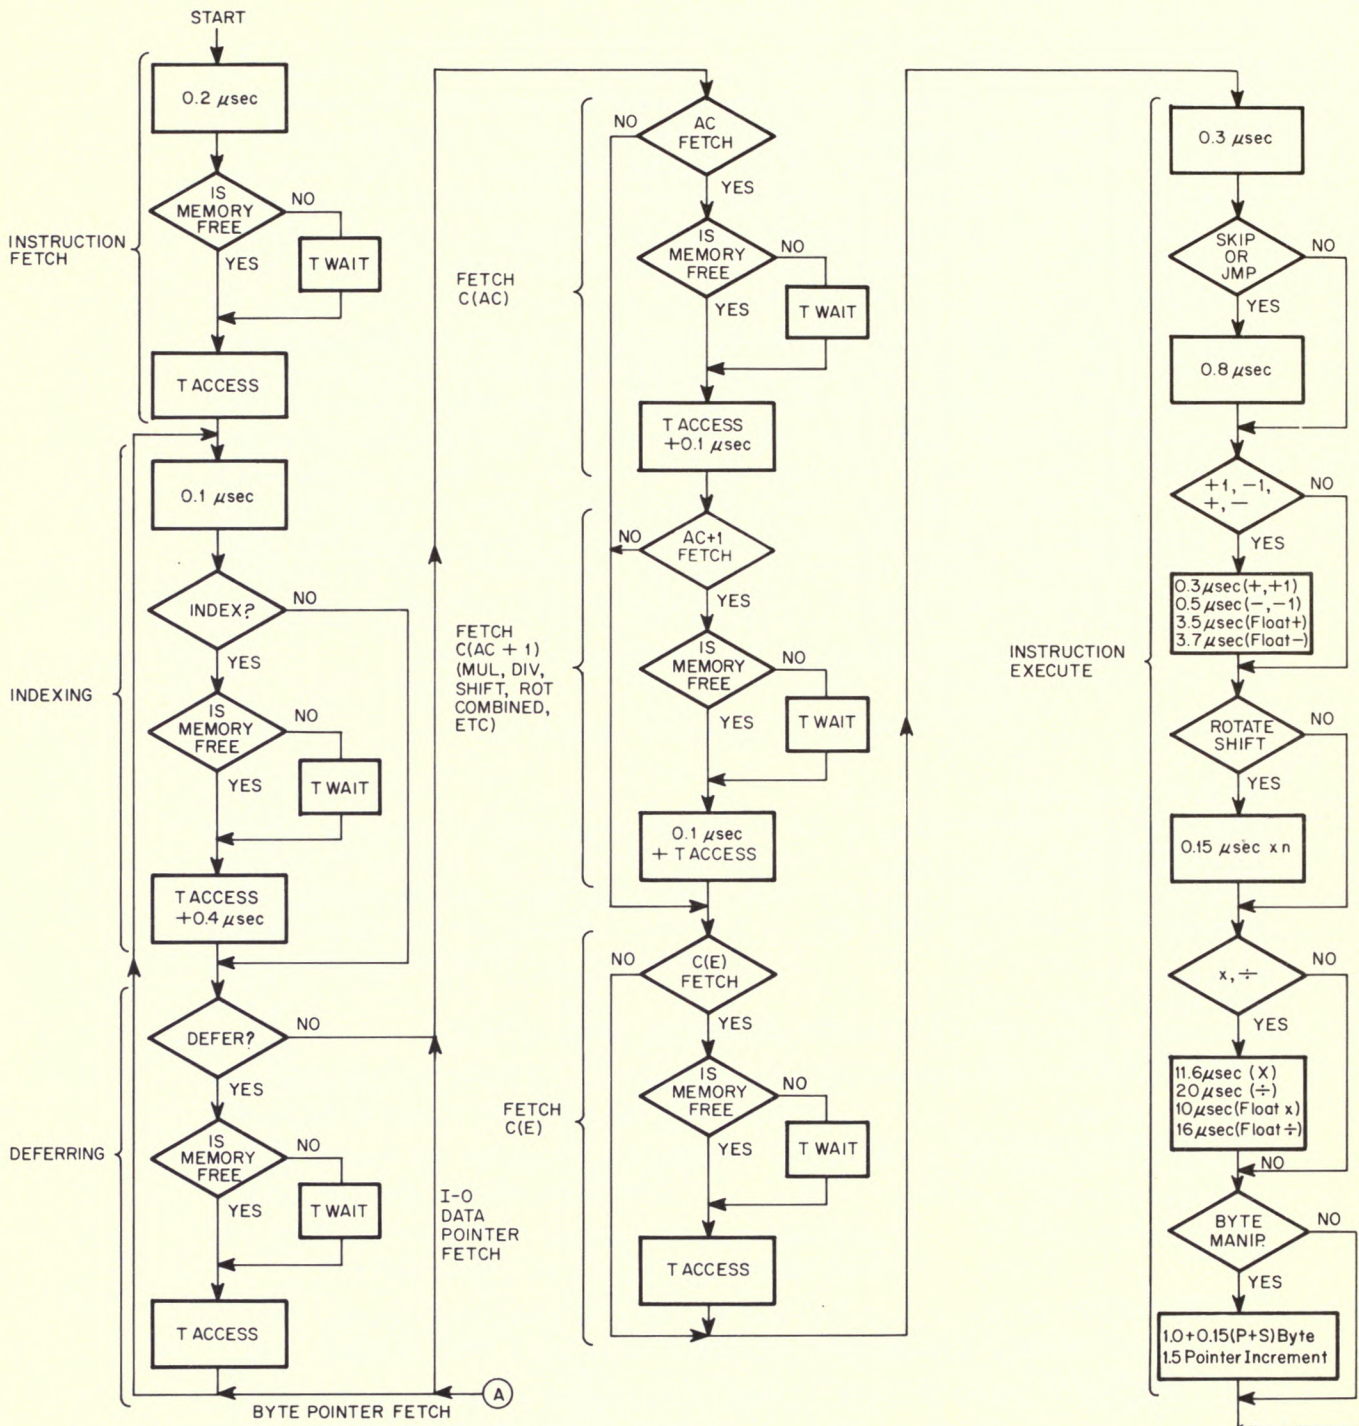 START
0.2 μsec
IS
MEMORY
FREE
NO
YES
T WAIT
T ACCESS
INSTRUCTION
FETCH
0.1 μsec
INDEX?
NO
YES
IS
MEMORY
FREE
NO
YES
T WAIT
T ACCESS
+0.4 μsec
INDEXING
DEFER?
NO
YES
IS
MEMORY
FREE
NO
YES
T WAIT
T ACCESS
DEFERRING
BYTE POINTER FETCH
A
I-O
DATA
POINTER
FETCH
AC
FETCH
NO
YES
IS
MEMORY
FREE
NO
YES
T WAIT
T ACCESS
+0.1 μsec
FETCH
C(AC)
AC+1
FETCH
NO
YES
IS
MEMORY
FREE
NO
YES
T WAIT
0.1 μsec
+ T ACCESS
FETCH
C(AC + 1)
(MUL, DIV,
SHIFT, ROT
COMBINED,
ETC)
C(E)
FETCH
NO
YES
IS
MEMORY
FREE
NO
YES
T WAIT
T ACCESS
FETCH
C(E)
0.3 μsec
SKIP
OR
JMP
NO
YES
0.8 μsec
+1, −1,
+, −
NO
YES
0.3 μsec (+, +1)
0.5 μsec (−, −1)
3.5 μsec (Float+)
3.7 μsec (Float−)
INSTRUCTION
EXECUTE
ROTATE
SHIFT
NO
YES
0.15 μsec x n
x, ÷
NO
YES
11.6 μsec (X)
20 μsec (÷)
10 μsec (Float x)
16 μsec (Float ÷)
NO
BYTE
MANIP.
NO
YES
1.0+0.15(P+S) Byte
1.5 Pointer Increment